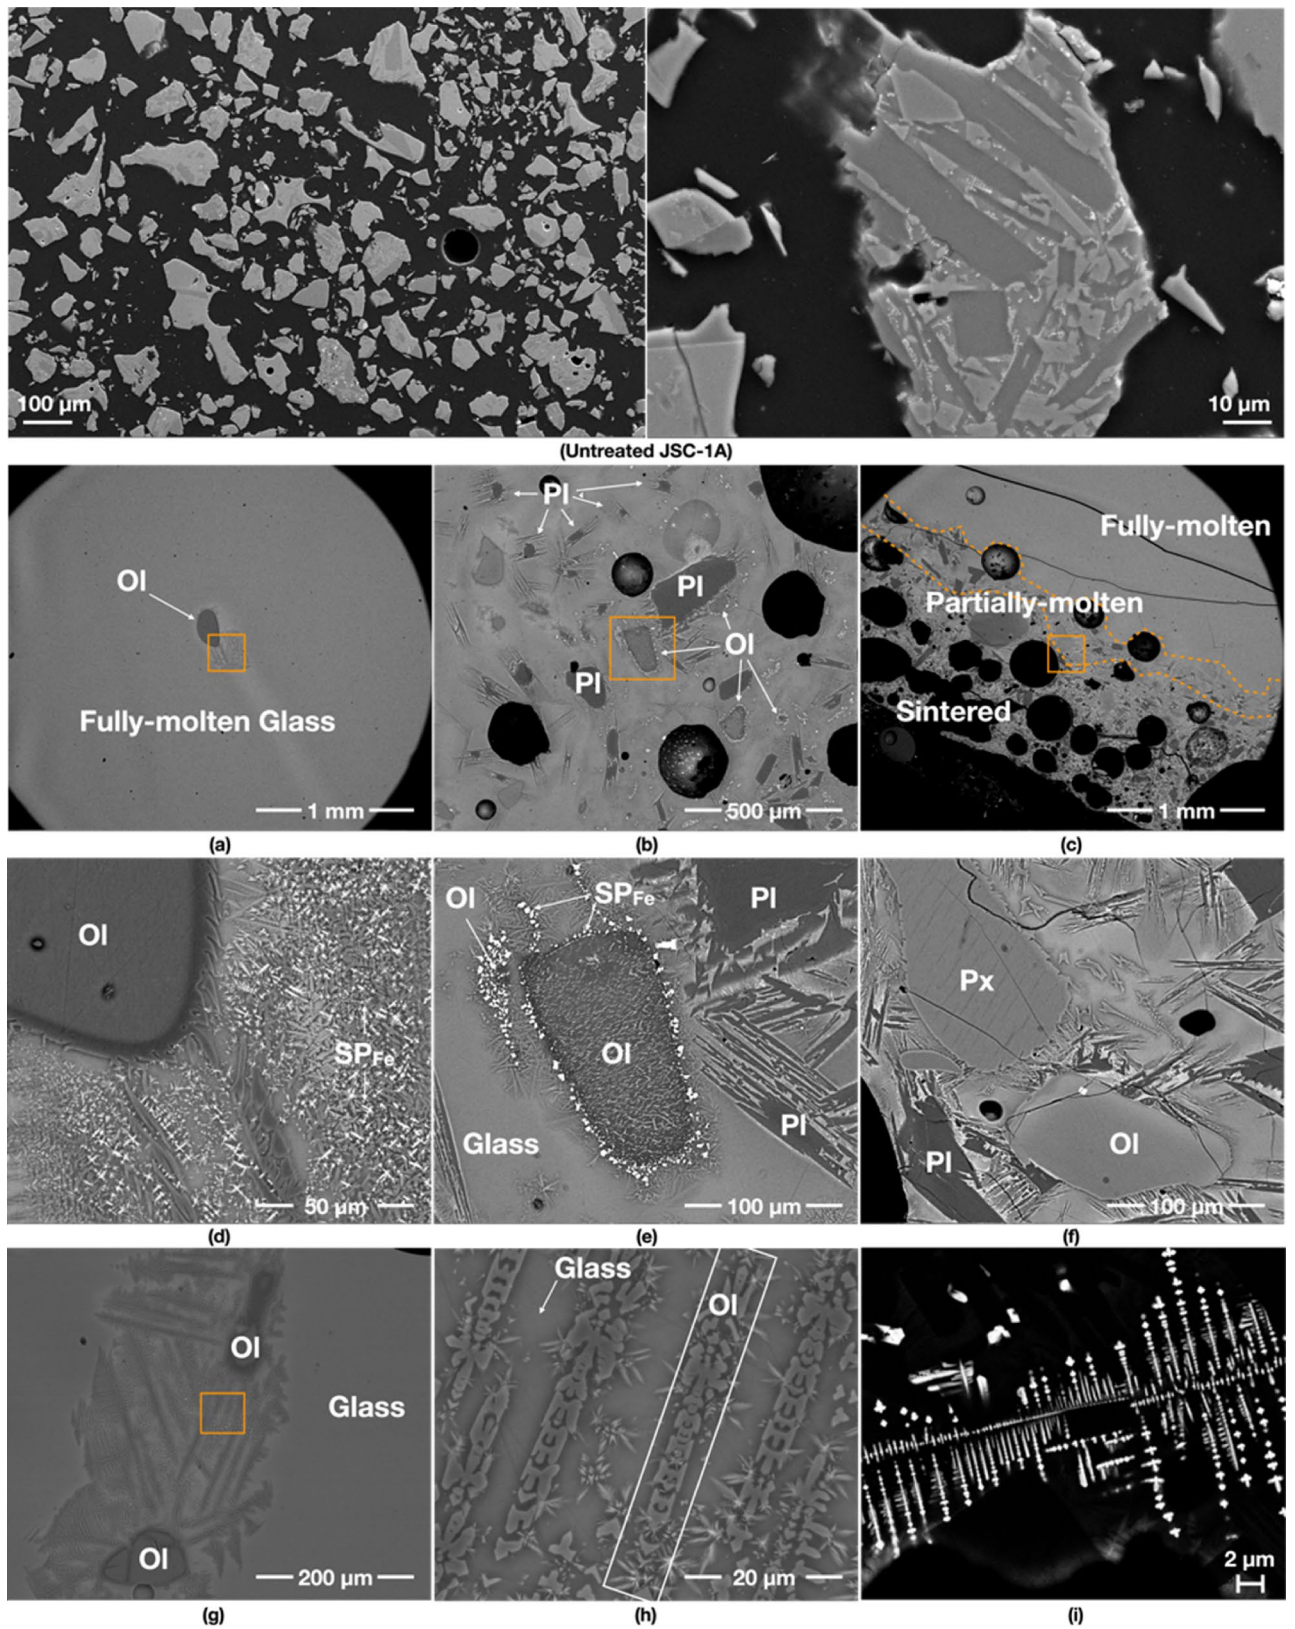 100 µm
10 µm
(Untreated JSC-1A)
Ol
Fully-molten Glass
1 mm
(a)
Pl
Pl
Ol
Pl
500 µm
(b)
Fully-molten
Partially-molten
Sintered
1 mm
(c)
Ol
SPFe
50 µm
(d)
Ol
SPFe
Pl
Ol
Glass
Pl
100 µm
(e)
Px
Pl
Ol
100 µm
(f)
Ol
Glass
Ol
200 µm
(g)
Glass
Ol
20 µm
(h)
2 µm
(i)